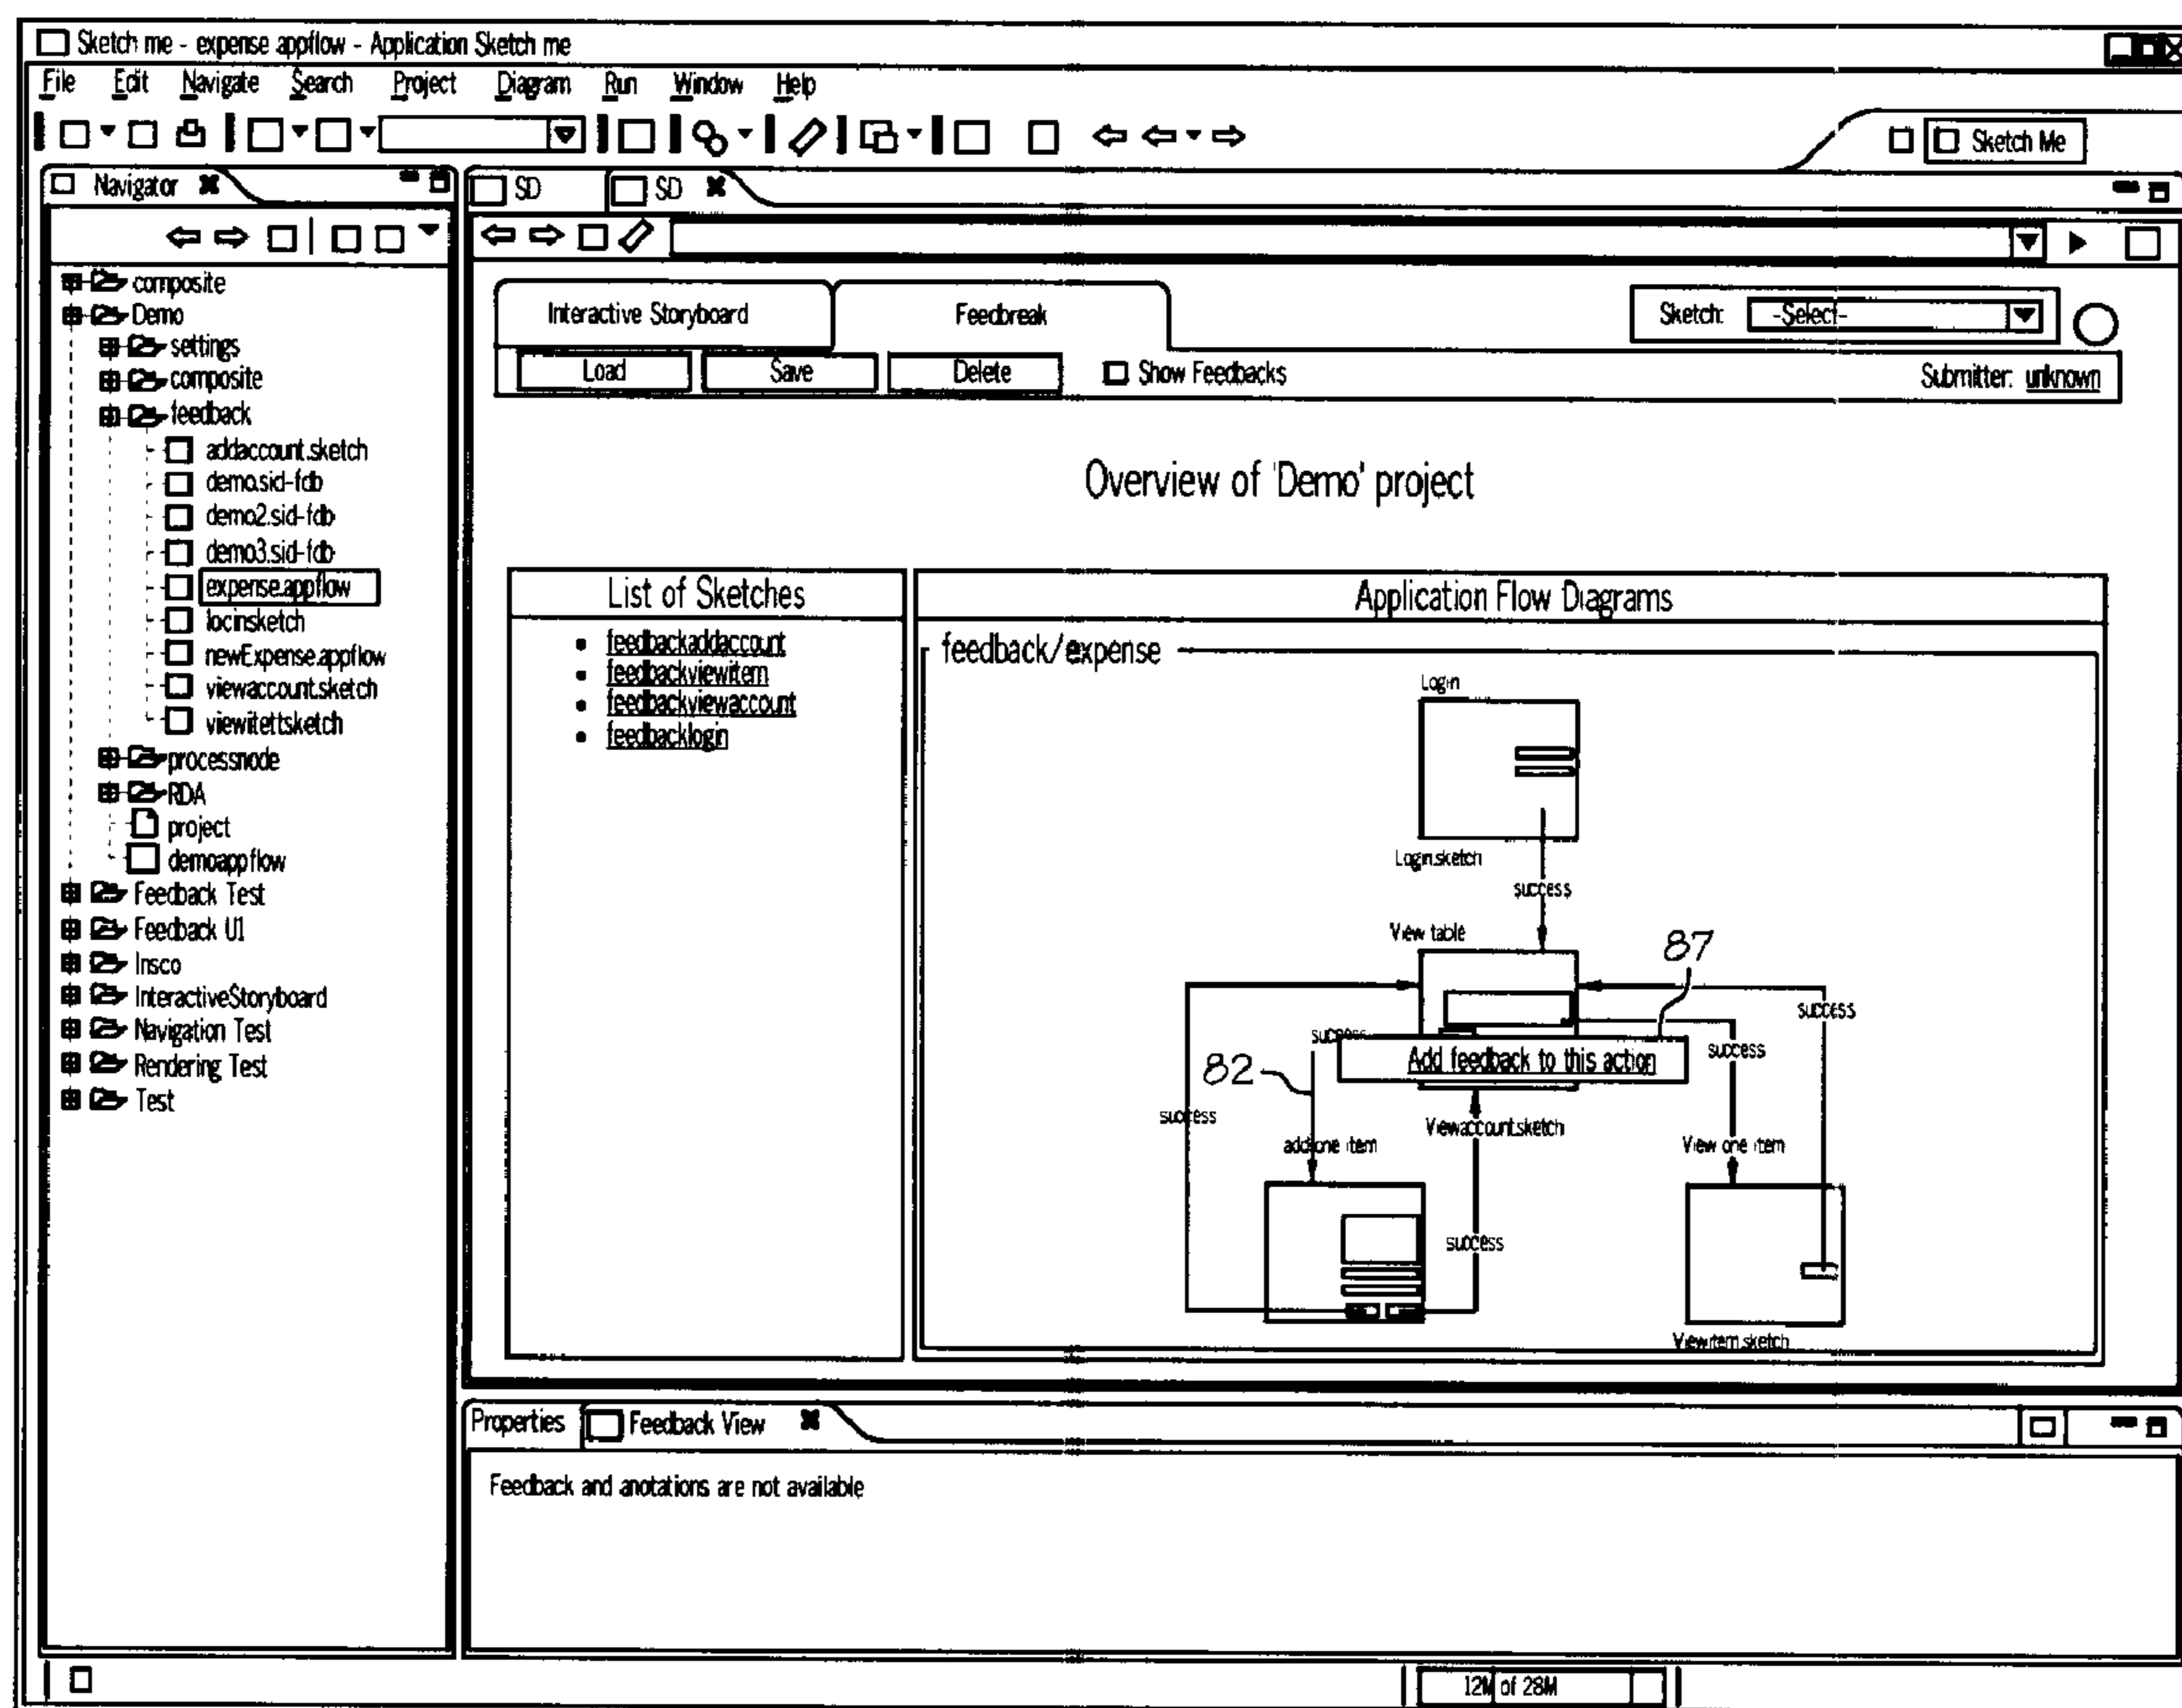 Sketch me - expense appflow - Application Sketch me
File Edit Navigate Search Project Diagram Run Window Help
Sketch Me
Navigator
SD SD
composite
Demo
settings
composite
feedback
addaccount.sketch
demo.sid-fdb
demo2.sid-fdb
demo3.sid-fdb
expense.appflow
locinsketch
newExpense.appflow
viewaccount.sketch
viewitettsketch
processnode
RDA
project
demoappflow
Feedback Test
Feedback U1
Insco
InteractiveStoryboard
Navigation Test
Rendering Test
Test
Interactive Storyboard Feedbreak Sketch: -Select-
Load Save Delete Show Feedbacks Submitter: unknown
Overview of 'Demo' project
List of Sketches
feedbackaddaccount
feedbackviewitem
feedbackviewaccount
feedbacklogin
Application Flow Diagrams
feedback/expense
Login
Login.sketch
success
View table
87
success
success
success
Add feedback to this action
82
success
Viewaccount.sketch
add one item
View one item
success
Viewitem.sketch
Properties Feedback View
Feedback and anotations are not available
12M of 28M